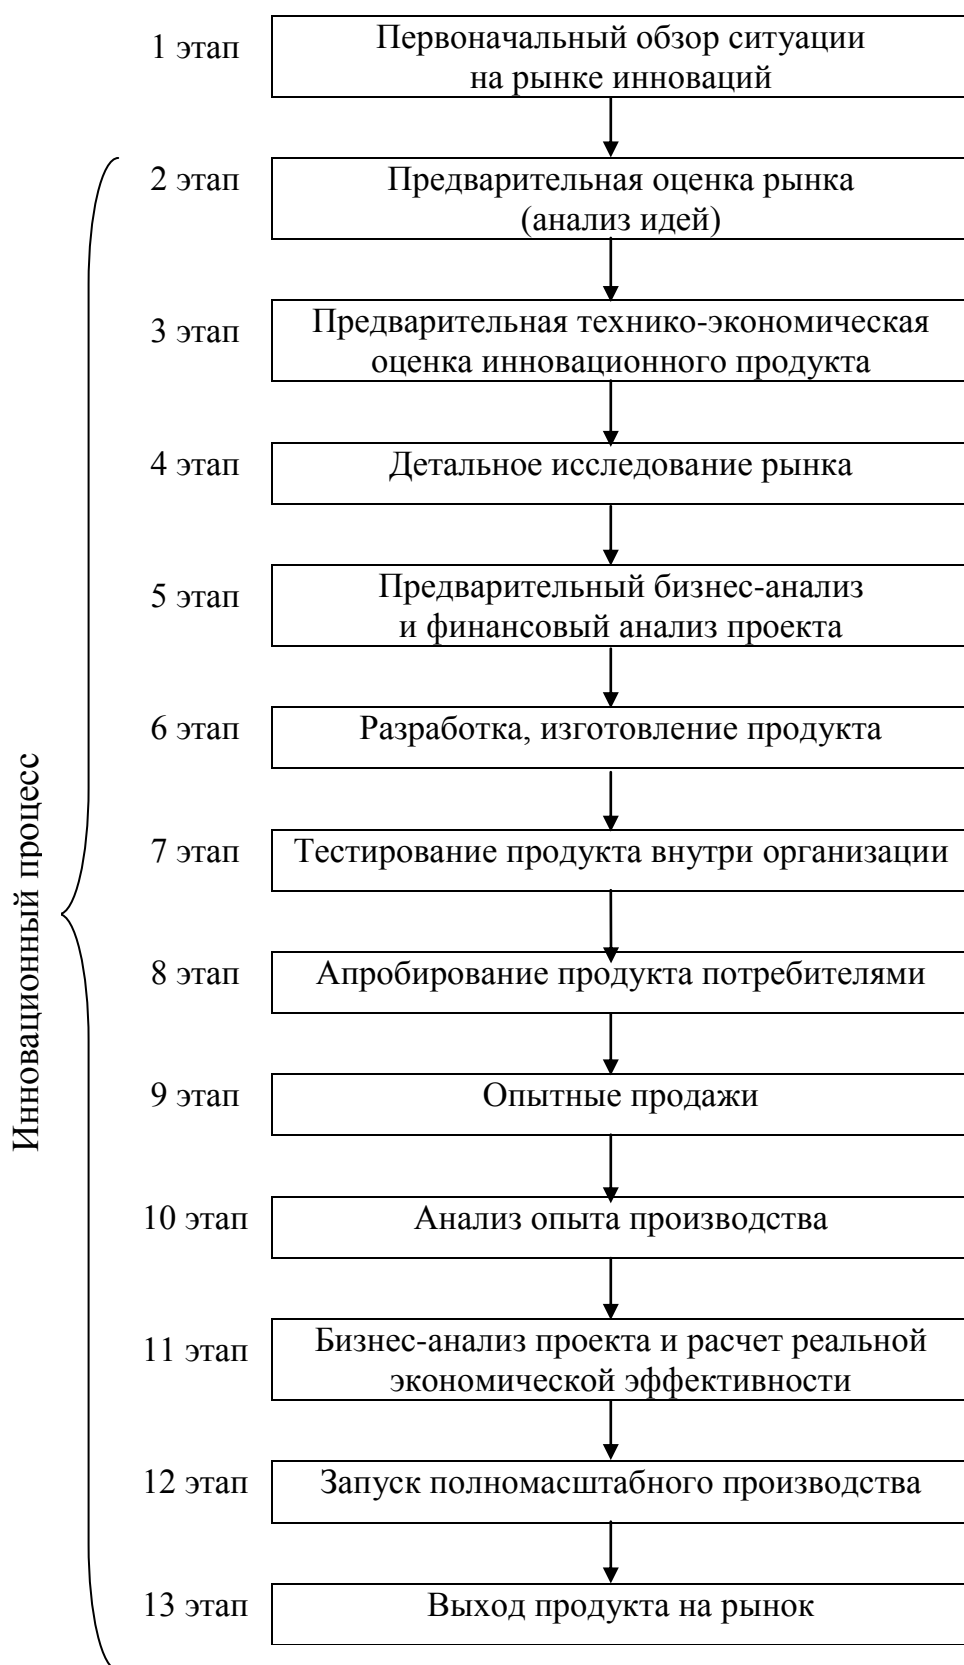 1 этап
Первоначальный обзор ситуации
на рынке инноваций
2 этап
Предварительная оценка рынка
(анализ идей)
3 этап
Предварительная технико-экономическая
оценка инновационного продукта
4 этап
Детальное исследование рынка
5 этап
Предварительный бизнес-анализ
и финансовый анализ проекта
6 этап
Разработка, изготовление продукта
7 этап
Тестирование продукта внутри организации
8 этап
Апробирование продукта потребителями
9 этап
Опытные продажи
10 этап
Анализ опыта производства
11 этап
Бизнес-анализ проекта и расчет реальной
экономической эффективности
12 этап
Запуск полномасштабного производства
13 этап
Выход продукта на рынок
Инновационный процесс